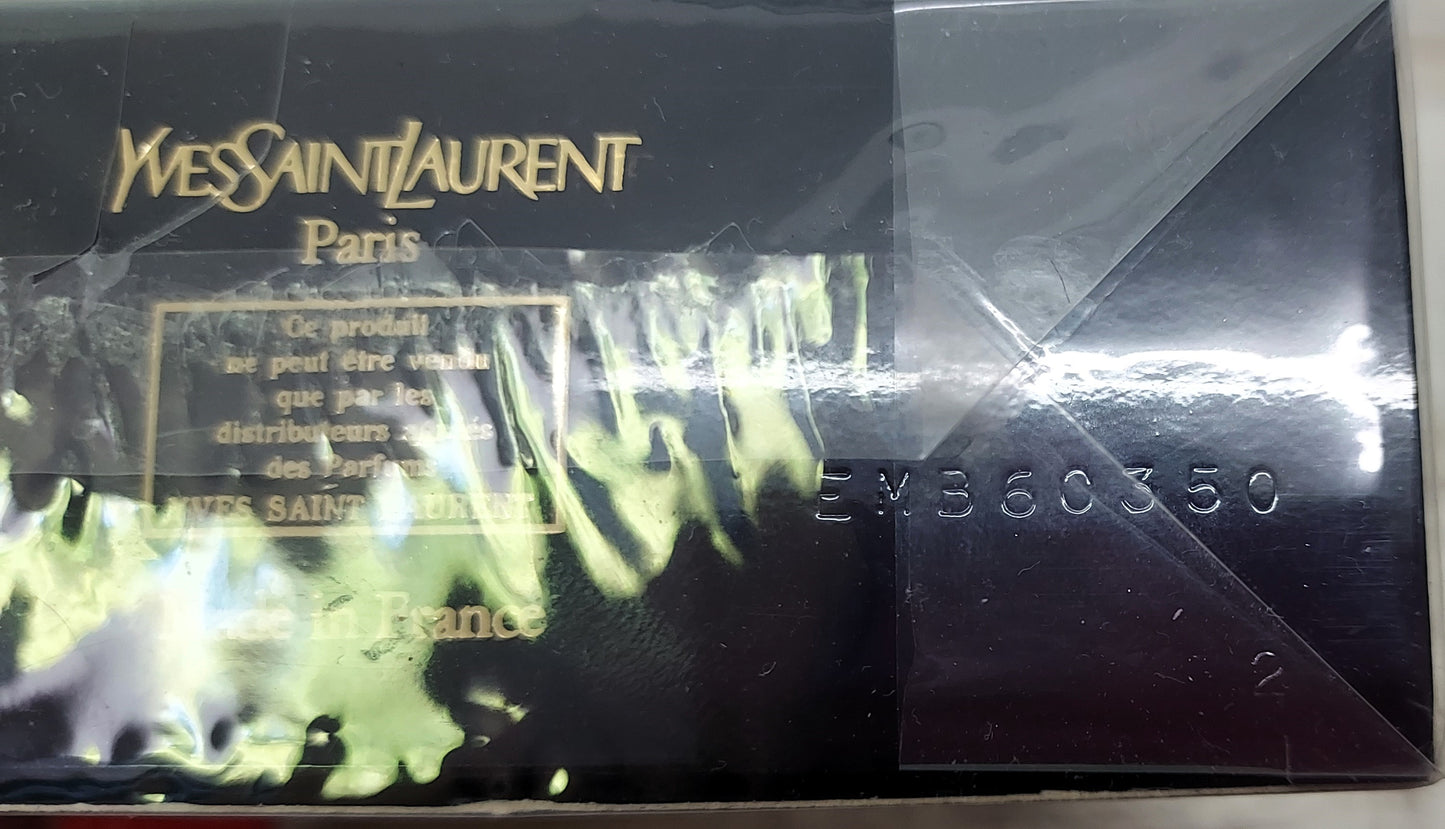 YVESSAINTLAURENT
Paris
Ce produit
ne peut être vendu
que par les
distributeurs
des Parfums
YVES SAINT LAURENT
Made in France
EMB60350
2